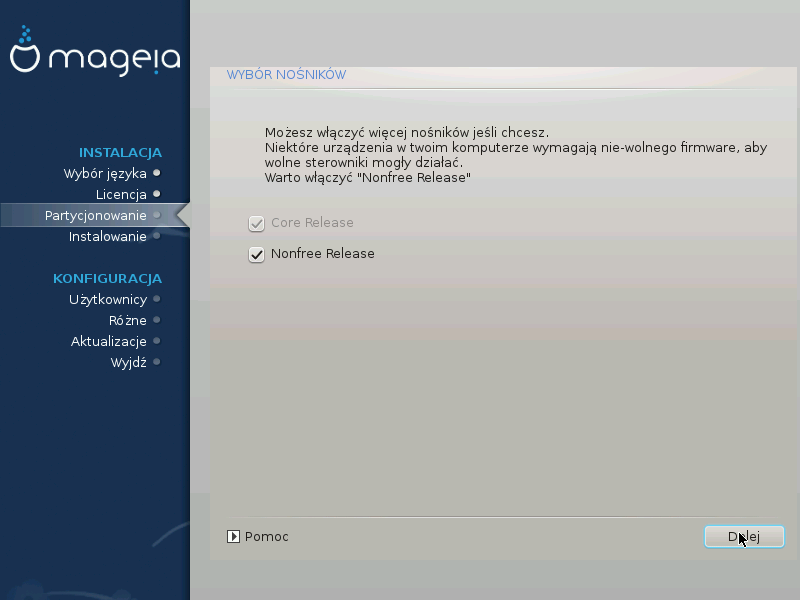 mageia
INSTALACJA
Wybór języka
Licencja
Partycjonowanie
Instalowanie
KONFIGURACJA
Użytkownicy
Różne
Aktualizacje
Wyjdź
WYBÓR NOŚNIKÓW
Możesz włączyć więcej nośników jeśli chcesz.
Niektóre urządzenia w twoim komputerze wymagają nie-wolnego firmware, aby
wolne sterowniki mogły działać.
Warto włączyć "Nonfree Release"
Core Release
Nonfree Release
Pomoc
Dalej